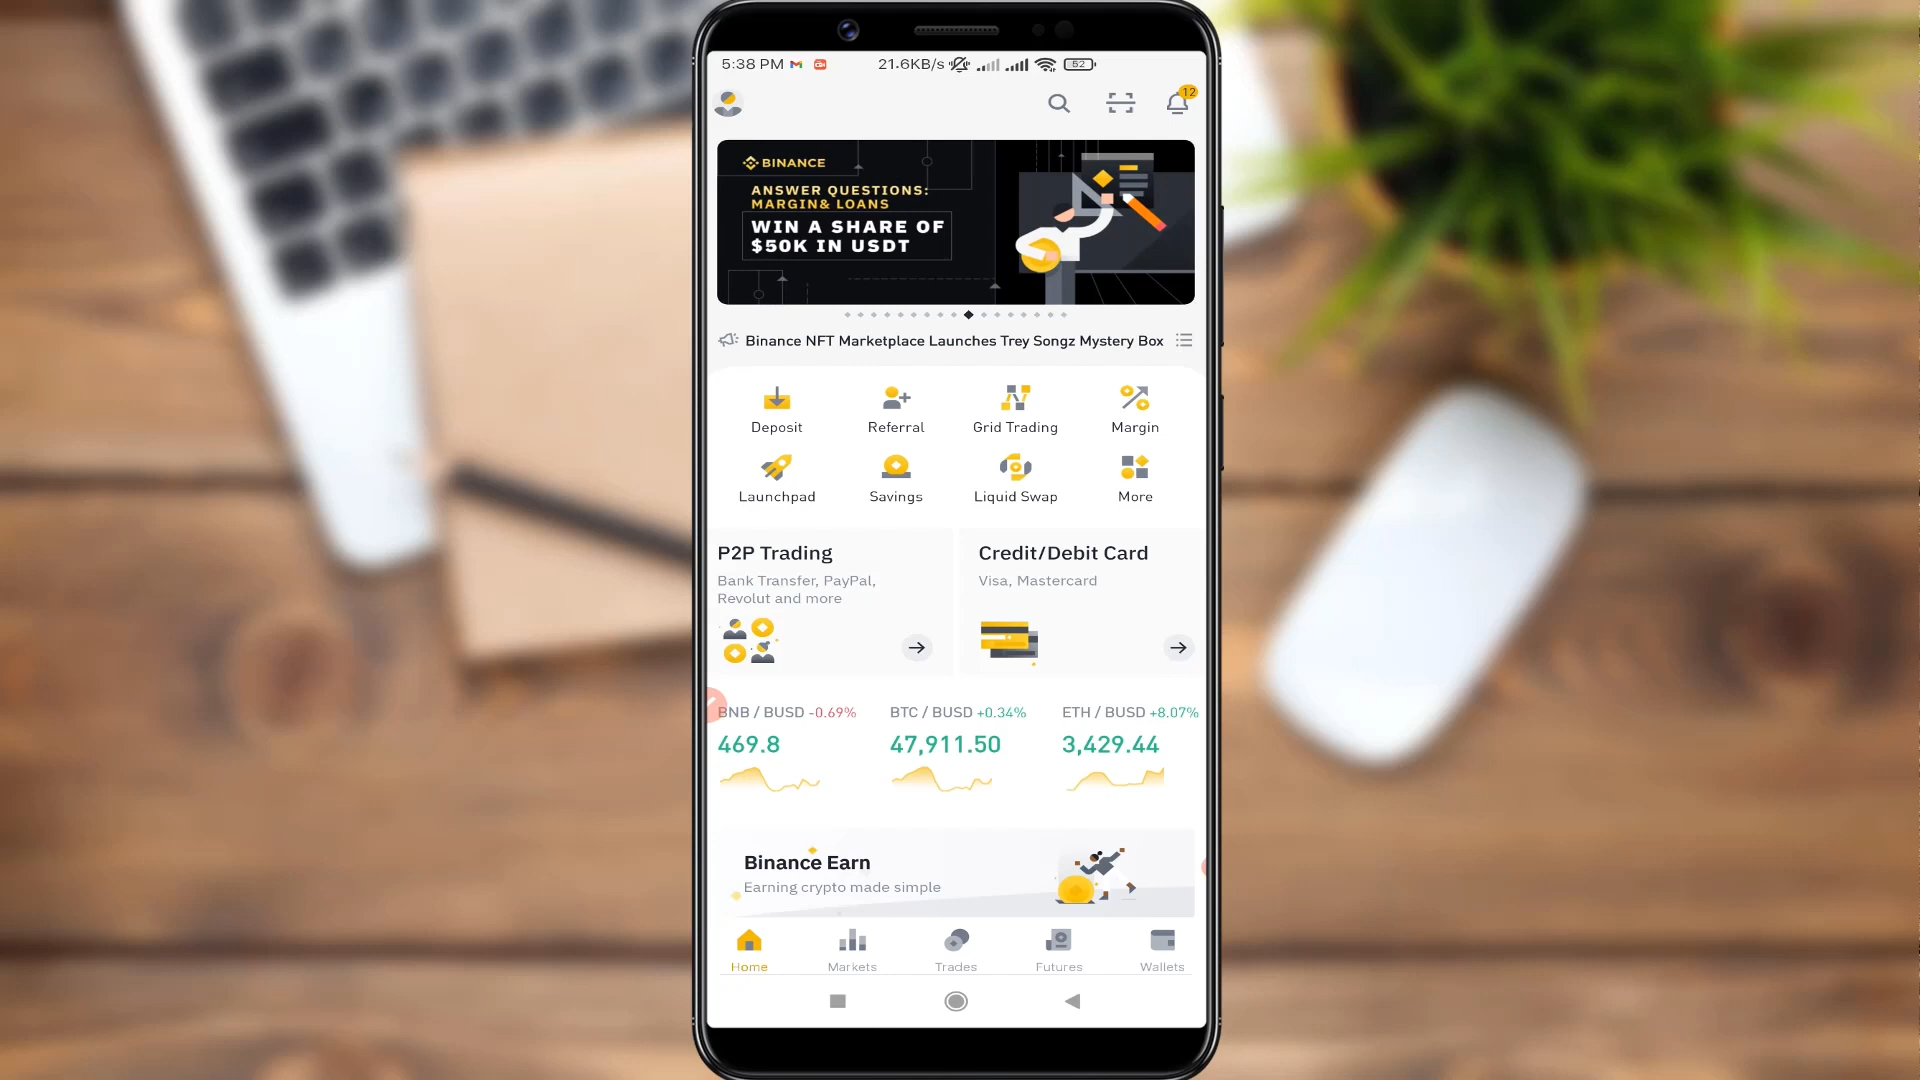 5:38 PM 21.6KB/s 52
12
BINANCE
ANSWER QUESTIONS:
MARGIN& LOANS
WIN A SHARE OF
$50K IN USDT
Binance NFT Marketplace Launches Trey Songz Mystery Box
Deposit Referral Grid Trading Margin
Launchpad Savings Liquid Swap More
P2P Trading
Bank Transfer, PayPal,
Revolut and more
Credit/Debit Card
Visa, Mastercard
BNB / BUSD -0.69% BTC / BUSD +0.34% ETH / BUSD +8.07%
469.8 47,911.50 3,429.44
Binance Earn
Earning crypto made simple
Home Markets Trades Futures Wallets